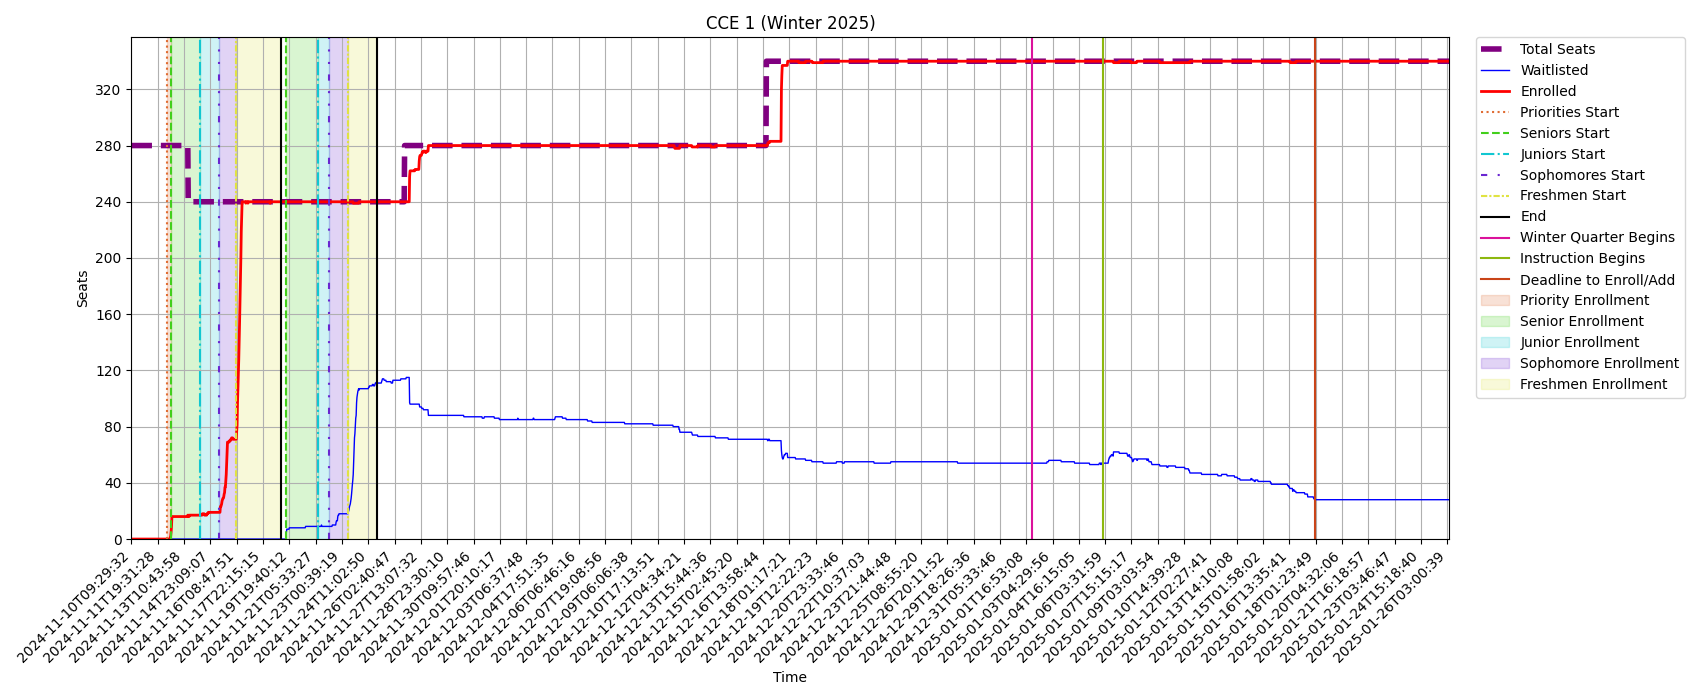 CCE 1 (Winter 2025)
Seats
320
280
240
200
160
120
80
40
0
2024-11-10T09:29:32
2024-11-11T19:31:28
2024-11-13T10:43:58
2024-11-14T23:09:07
2024-11-16T08:47:51
2024-11-17T22:15:15
2024-11-19T19:40:12
2024-11-21T05:33:27
2024-11-23T00:39:19
2024-11-24T11:02:50
2024-11-26T02:40:47
2024-11-27T13:07:32
2024-11-28T23:30:10
2024-11-30T09:57:46
2024-12-01T20:10:17
2024-12-03T06:37:48
2024-12-04T17:51:35
2024-12-06T06:46:16
2024-12-07T19:08:56
2024-12-09T06:06:38
2024-12-10T17:13:51
2024-12-12T04:34:21
2024-12-13T15:44:36
2024-12-15T02:45:20
2024-12-16T13:58:44
2024-12-18T01:17:21
2024-12-19T12:22:23
2024-12-20T23:33:46
2024-12-22T10:37:03
2024-12-23T21:44:48
2024-12-25T08:55:20
2024-12-26T20:11:52
2024-12-29T18:26:36
2024-12-31T05:33:46
2025-01-01T16:53:08
2025-01-03T04:29:56
2025-01-04T16:15:05
2025-01-06T03:31:59
2025-01-07T15:15:17
2025-01-09T03:03:54
2025-01-10T14:39:28
2025-01-12T02:27:41
2025-01-13T14:10:08
2025-01-15T01:58:02
2025-01-16T13:35:41
2025-01-18T01:23:49
2025-01-20T04:32:06
2025-01-21T16:18:57
2025-01-23T03:46:47
2025-01-24T15:18:40
2025-01-26T03:00:39
Time
Total Seats
Waitlisted
Enrolled
Priorities Start
Seniors Start
Juniors Start
Sophomores Start
Freshmen Start
End
Winter Quarter Begins
Instruction Begins
Deadline to Enroll/Add
Priority Enrollment
Senior Enrollment
Junior Enrollment
Sophomore Enrollment
Freshmen Enrollment